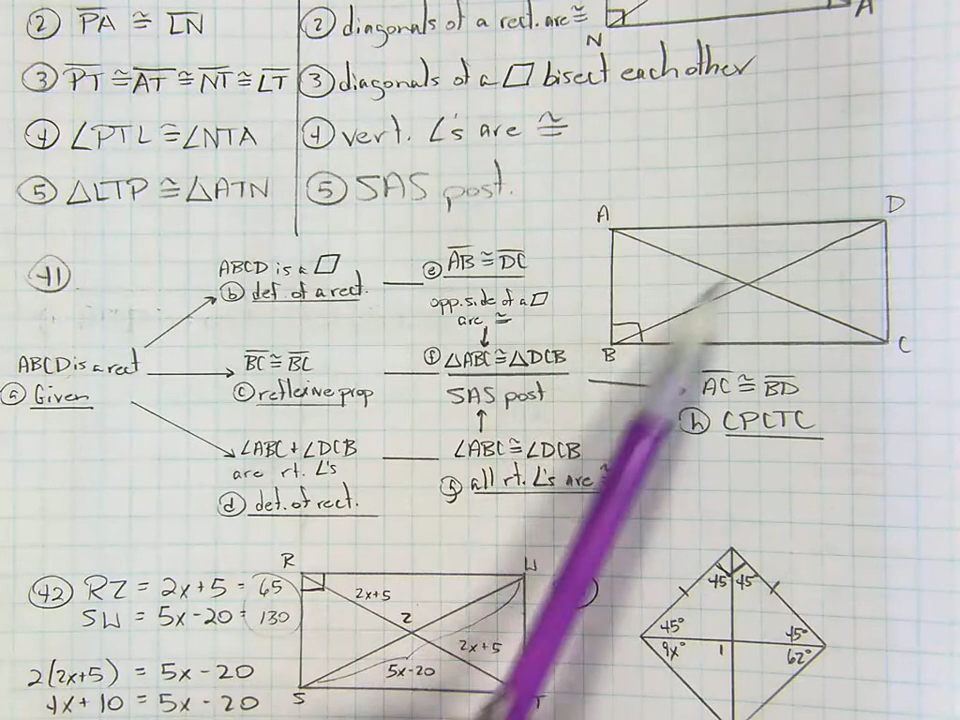 ② PA ≅ LN ② diagonals of a rect. are ≅
N A
③ PT ≅ AT ≅ NT ≅ LT ③ diagonals of a ▱ bisect each other
④ ∠PTL ≅ ∠NTA ④ vert. ∠'s are ≅
⑤ △LTP ≅ △ATN ⑤ SAS post.
A D
B C
41
ABCD is a rect
ⓐ Given
ABCD is a ▱
ⓑ def. of a rect.
BC ≅ BC
ⓒ reflexive prop
∠ABC + ∠DCB
are rt. ∠'s
ⓓ def. of rect.
ⓔ AB ≅ DC
opp. side of a ▱
are ≅
ⓕ △ABC ≅ △DCB
SAS post
∠ABC ≅ ∠DCB
ⓖ all rt. ∠'s are ≅
AC ≅ BD
ⓗ CPCTC
42 RZ = 2x+5 = 65
SW = 5x-20 = 130
2(2x+5) = 5x-20
4x+10 = 5x-20
R W
2x+5
Z
2x+5
5x-20
S T
45 45
45° 45°
9x° 1 62°